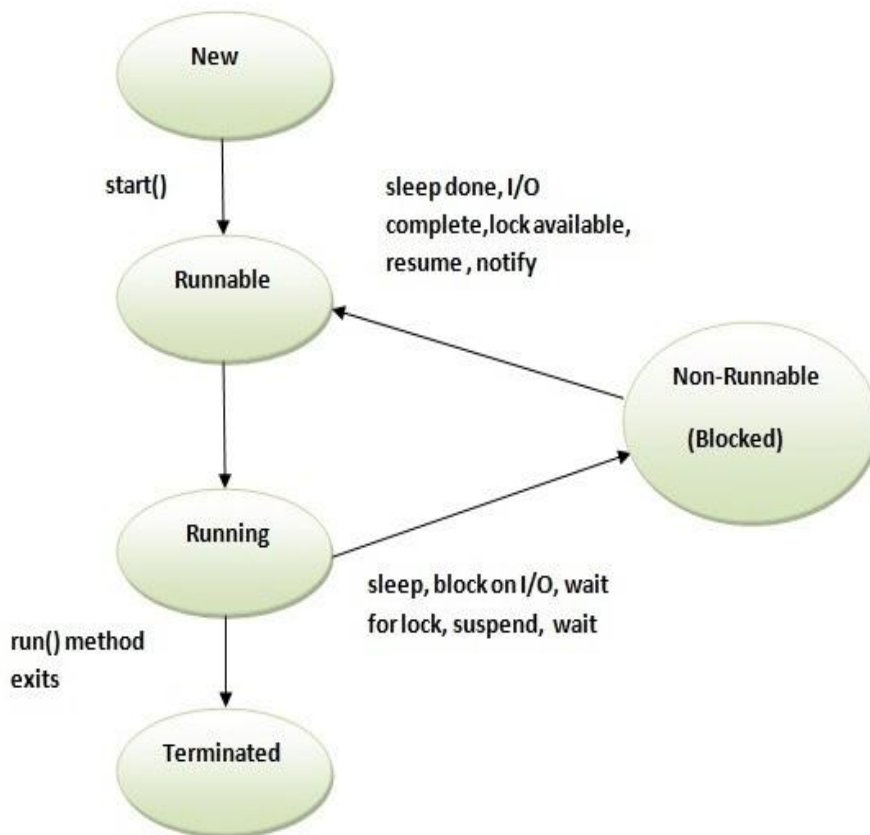 New
start()
sleep done, I/O
complete,lock available,
resume , notify
Runnable
Non-Runnable
(Blocked)
Running
sleep, block on I/O, wait
for lock, suspend, wait
run() method
exits
Terminated